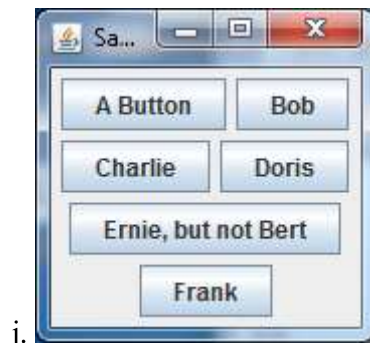 Sa...
A Button Bob
Charlie Doris
Ernie, but not Bert
Frank
j.